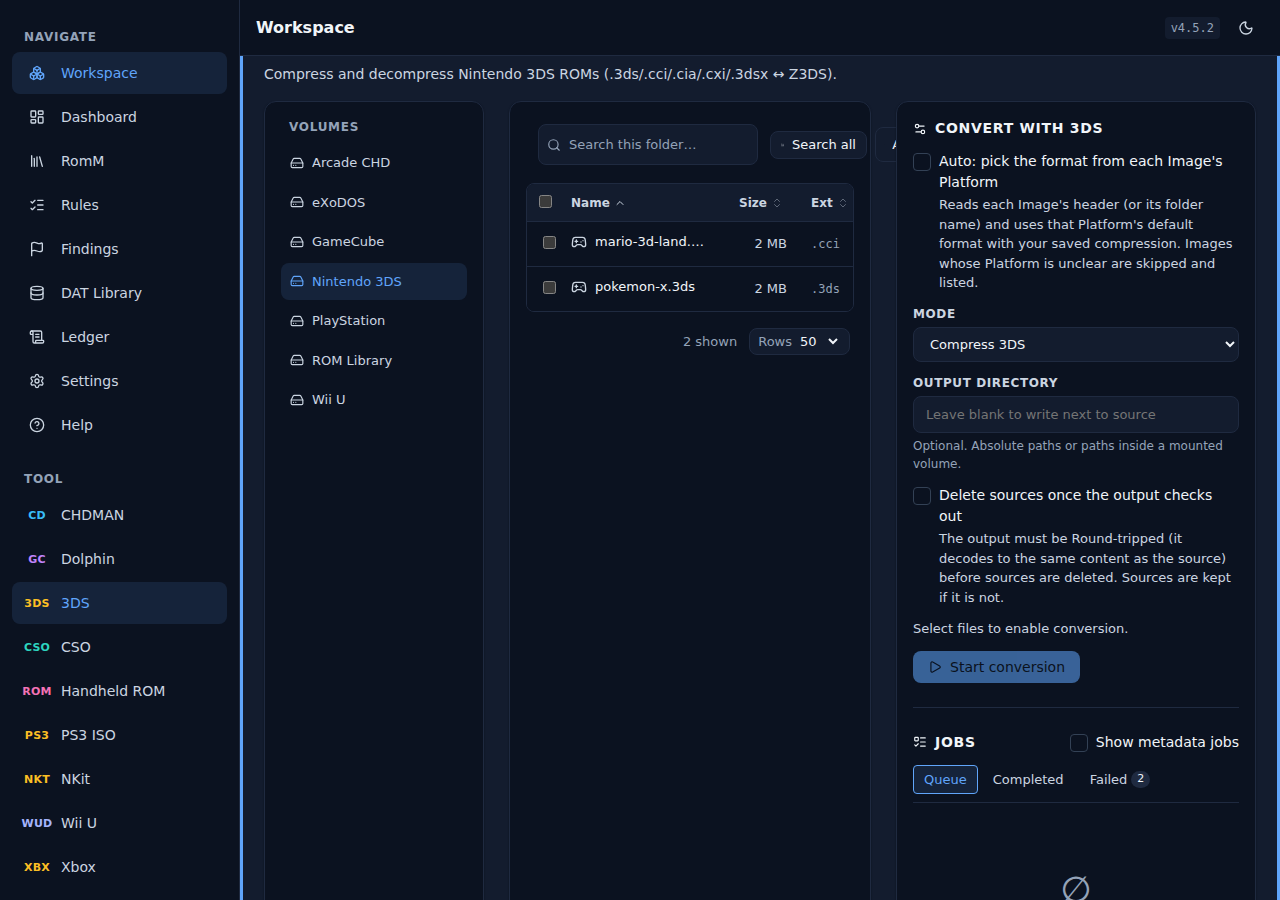 NAVIGATE
Workspace
Dashboard
RomM
Rules
Findings
DAT Library
Ledger
Settings
Help
TOOL
CD CHDMAN
GC Dolphin
3DS 3DS
CSO CSO
ROM Handheld ROM
PS3 PS3 ISO
NKT NKit
WUD Wii U
XBX Xbox
Workspace
v4.5.2
Compress and decompress Nintendo 3DS ROMs (.3ds/.cci/.cia/.cxi/.3dsx ↔ Z3DS).
VOLUMES
Arcade CHD
eXoDOS
GameCube
Nintendo 3DS
PlayStation
ROM Library
Wii U
Search this folder…
Search all
Name Size Ext
mario-3d-land.… 2 MB .cci
pokemon-x.3ds 2 MB .3ds
2 shown Rows 50
CONVERT WITH 3DS
Auto: pick the format from each Image's
Platform
Reads each Image's header (or its folder
name) and uses that Platform's default
format with your saved compression. Images
whose Platform is unclear are skipped and
listed.
MODE
Compress 3DS
OUTPUT DIRECTORY
Leave blank to write next to source
Optional. Absolute paths or paths inside a mounted
volume.
Delete sources once the output checks
out
The output must be Round-tripped (it
decodes to the same content as the source)
before sources are deleted. Sources are kept
if it is not.
Select files to enable conversion.
Start conversion
JOBS
Show metadata jobs
Queue Completed Failed 2